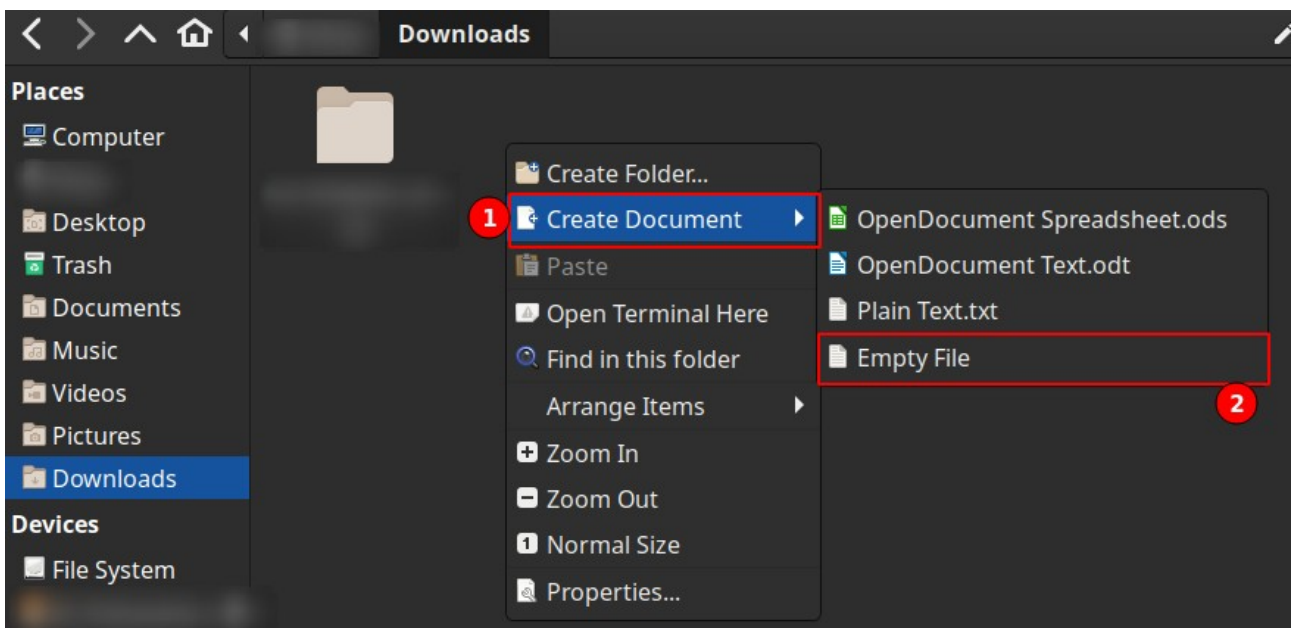 Downloads
Places
Computer
Desktop
Trash
Documents
Music
Videos
Pictures
Downloads
Devices
File System
Create Folder...
1 Create Document
Paste
Open Terminal Here
Find in this folder
Arrange Items
Zoom In
Zoom Out
1 Normal Size
Properties...
OpenDocument Spreadsheet.ods
OpenDocument Text.odt
Plain Text.txt
Empty File
2